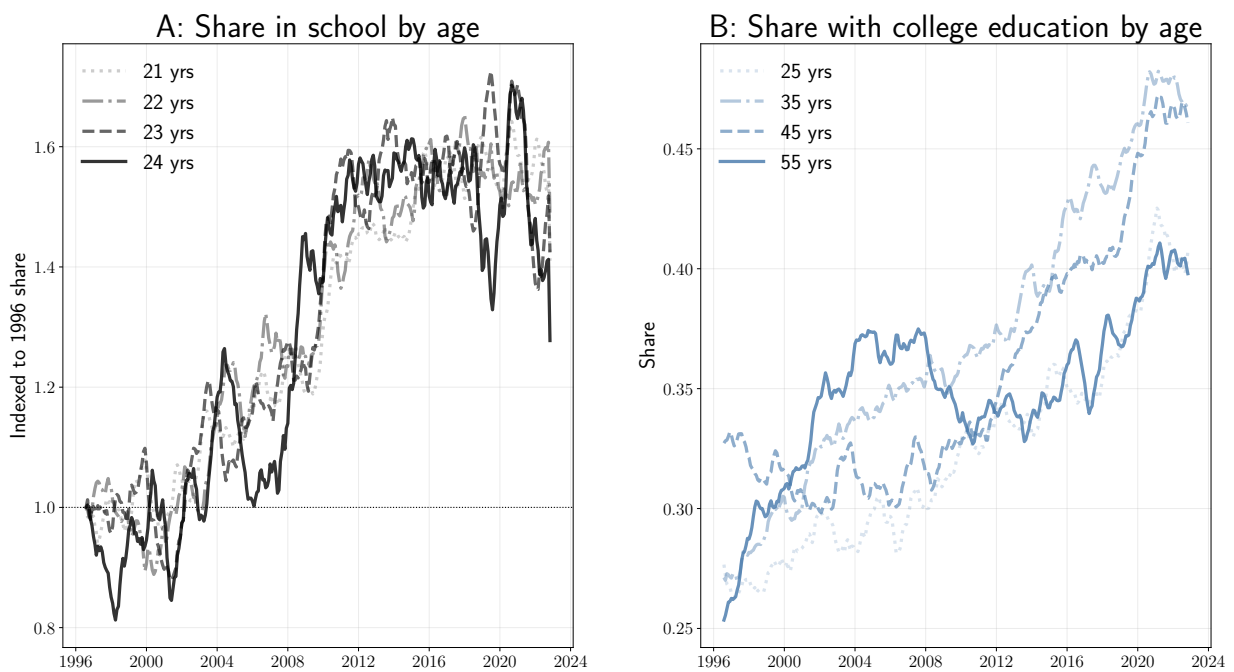 A: Share in school by age
21 yrs
22 yrs
23 yrs
24 yrs
Indexed to 1996 share
1.6
1.4
1.2
1.0
0.8
1996 2000 2004 2008 2012 2016 2020 2024
B: Share with college education by age
25 yrs
35 yrs
45 yrs
55 yrs
Share
0.45
0.40
0.35
0.30
0.25
1996 2000 2004 2008 2012 2016 2020 2024